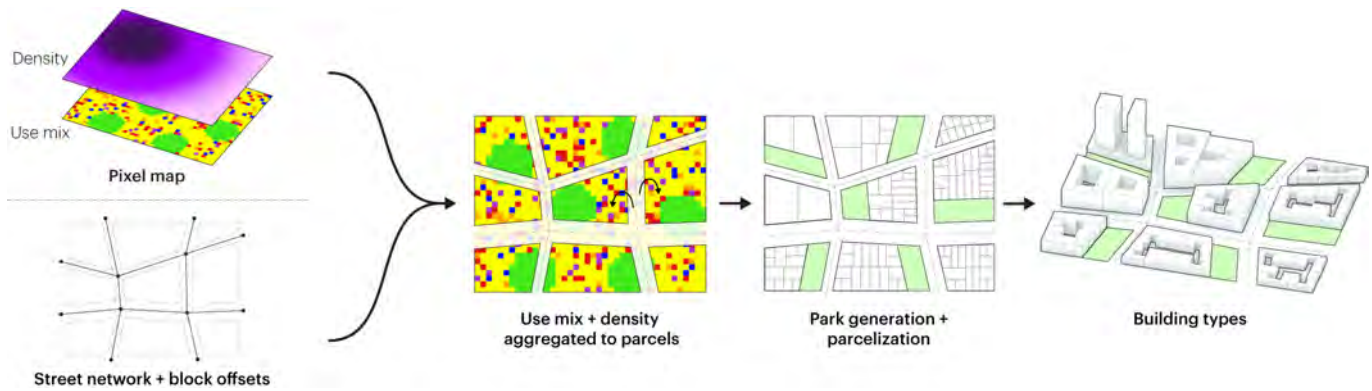 Density
Use mix
Pixel map
Street network + block offsets
Use mix + density
aggregated to parcels
Park generation +
parcelization
Building types